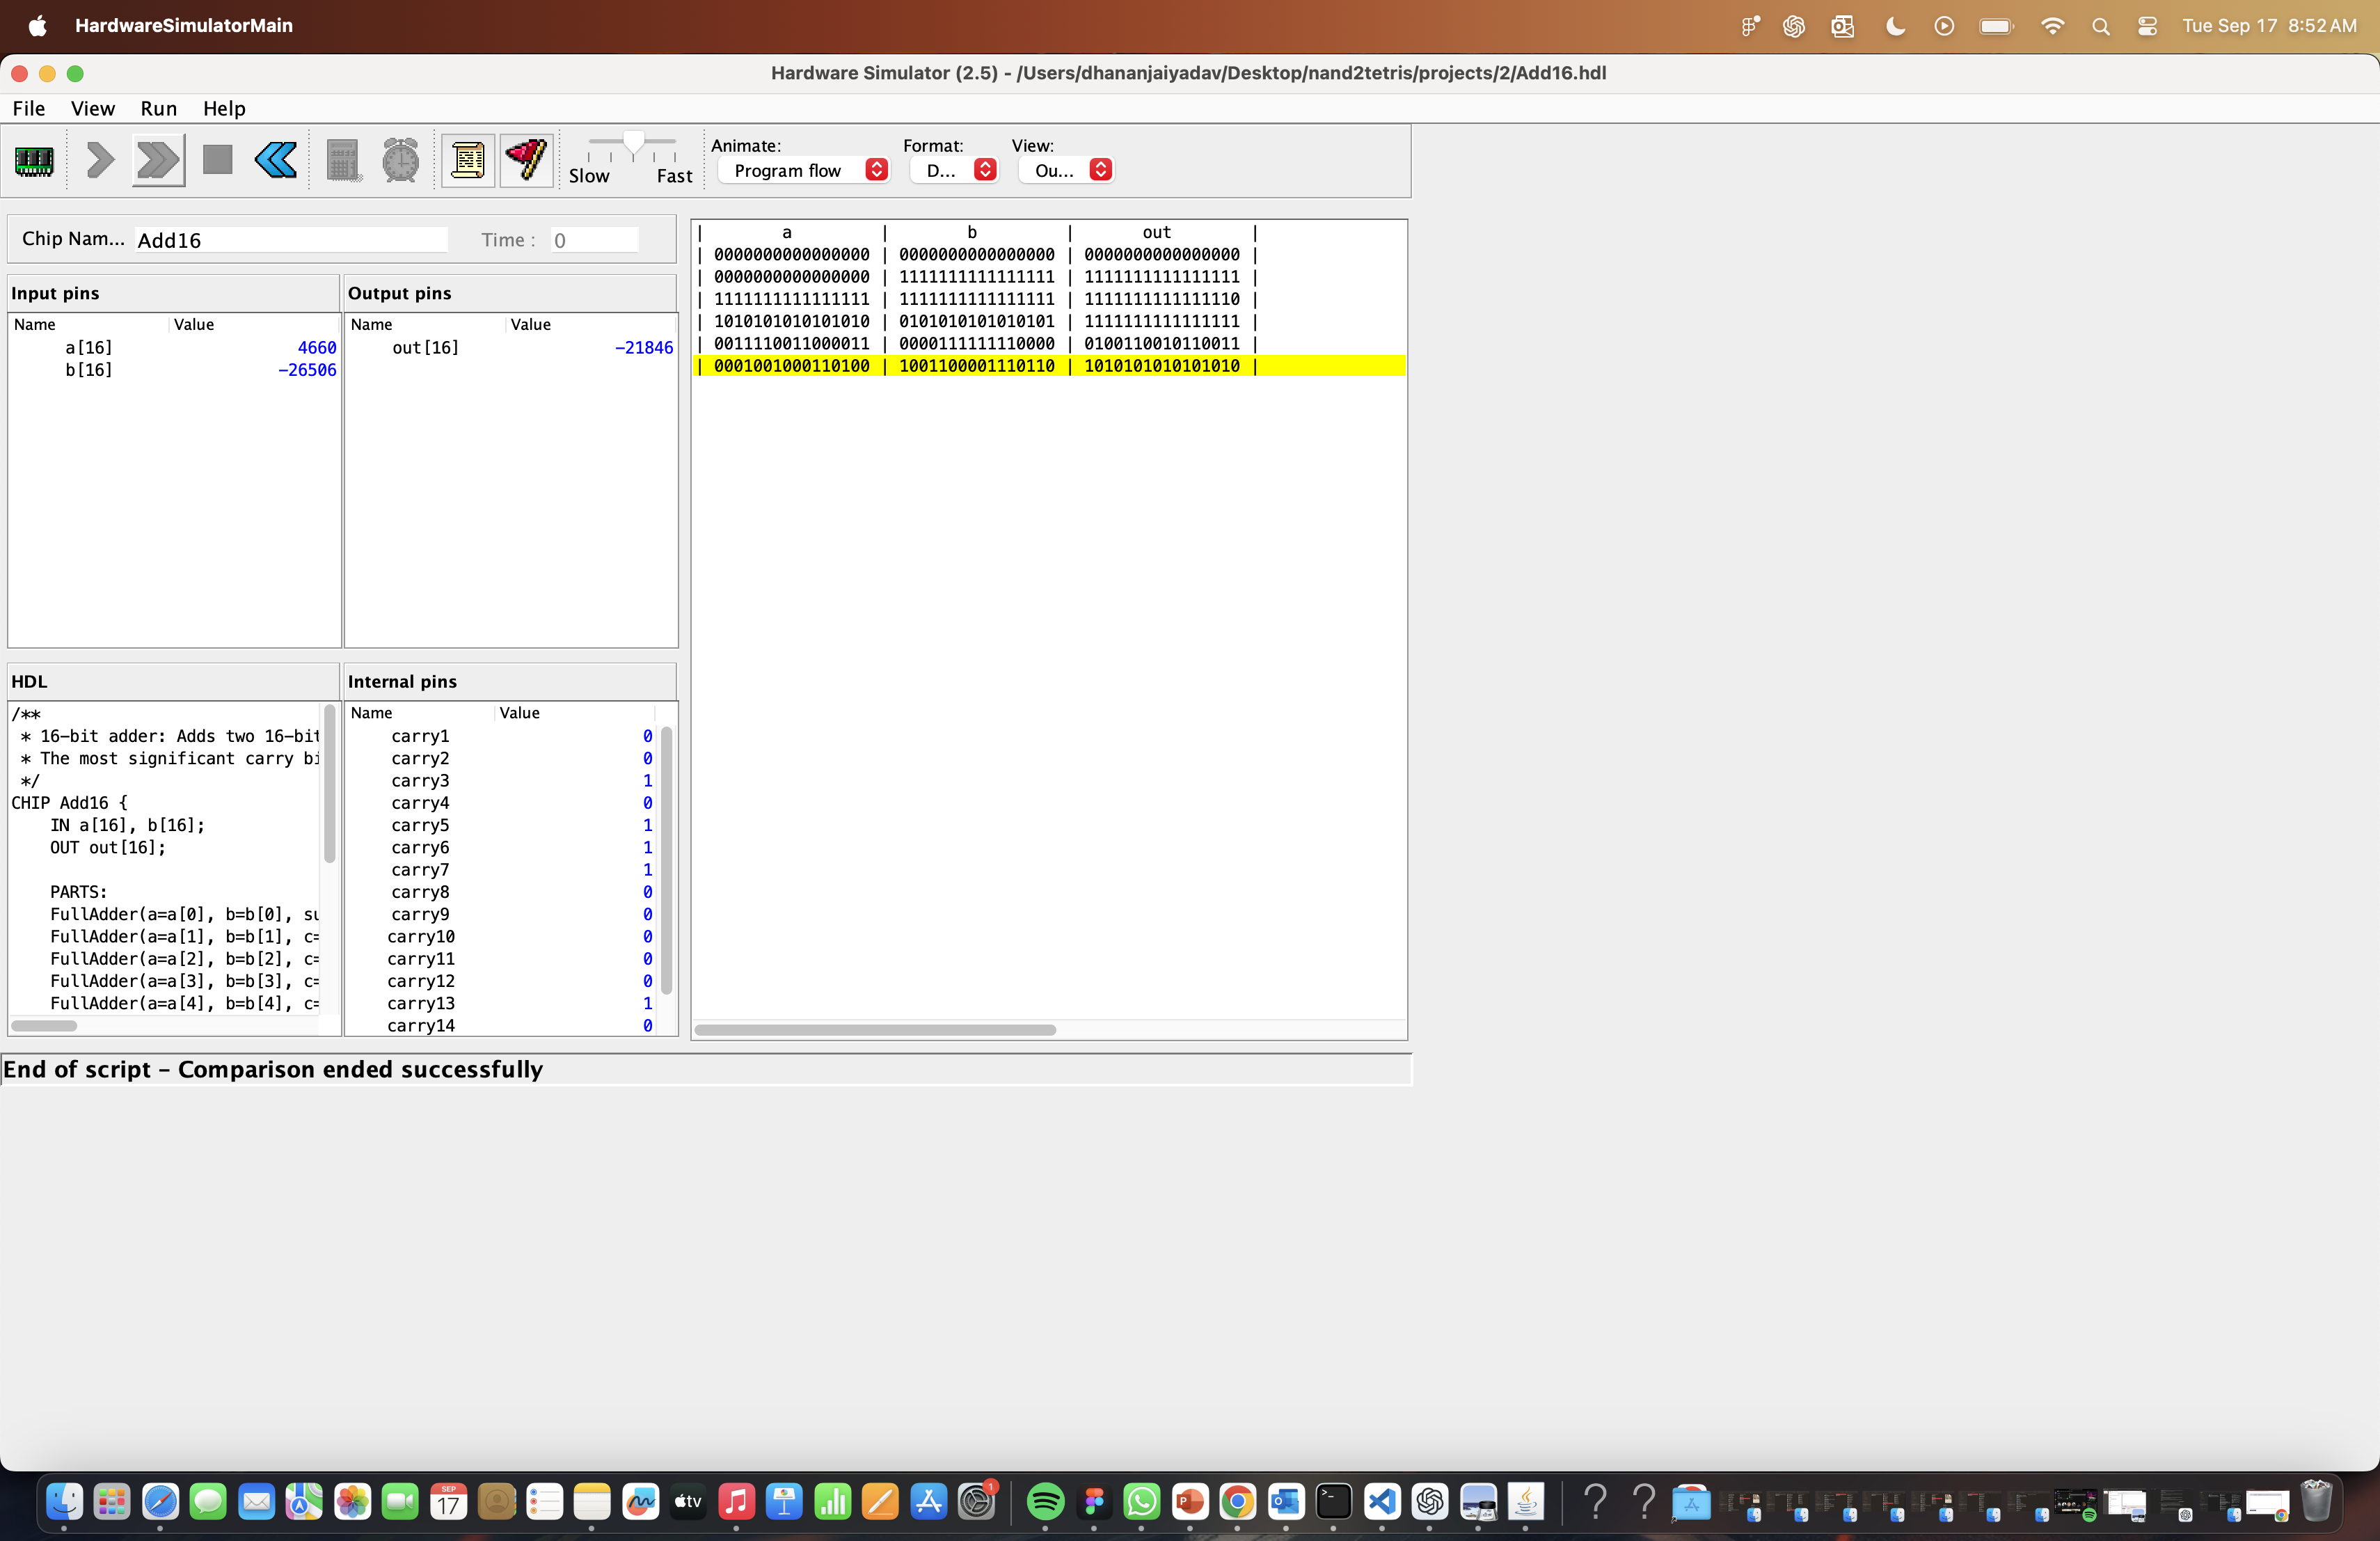 HardwareSimulatorMain
Tue Sep 17 8:52 AM
Hardware Simulator (2.5) - /Users/dhananjaiyadav/Desktop/nand2tetris/projects/2/Add16.hdl
File View Run Help
Slow Fast
Animate: Format: View:
Program flow D... Ou...
Chip Nam... Add16 Time : 0
Input pins
Name Value
a[16] 4660
b[16] -26506
Output pins
Name Value
out[16] -21846
HDL
/**
* 16-bit adder: Adds two 16-bit
* The most significant carry bi
*/
CHIP Add16 {
IN a[16], b[16];
OUT out[16];
PARTS:
FullAdder(a=a[0], b=b[0], su
FullAdder(a=a[1], b=b[1], c=
FullAdder(a=a[2], b=b[2], c=
FullAdder(a=a[3], b=b[3], c=
FullAdder(a=a[4], b=b[4], c=
Internal pins
Name Value
carry1 0
carry2 0
carry3 1
carry4 0
carry5 1
carry6 1
carry7 1
carry8 0
carry9 0
carry10 0
carry11 0
carry12 0
carry13 1
carry14 0
| a | b | out |
| 0000000000000000 | 0000000000000000 | 0000000000000000 |
| 0000000000000000 | 1111111111111111 | 1111111111111111 |
| 1111111111111111 | 1111111111111111 | 1111111111111110 |
| 1010101010101010 | 0101010101010101 | 1111111111111111 |
| 0011110011000011 | 0000111111110000 | 0100110010110011 |
| 0001001000110100 | 1001100001110110 | 1010101010101010 |
End of script - Comparison ended successfully
SEP
17
tv
1